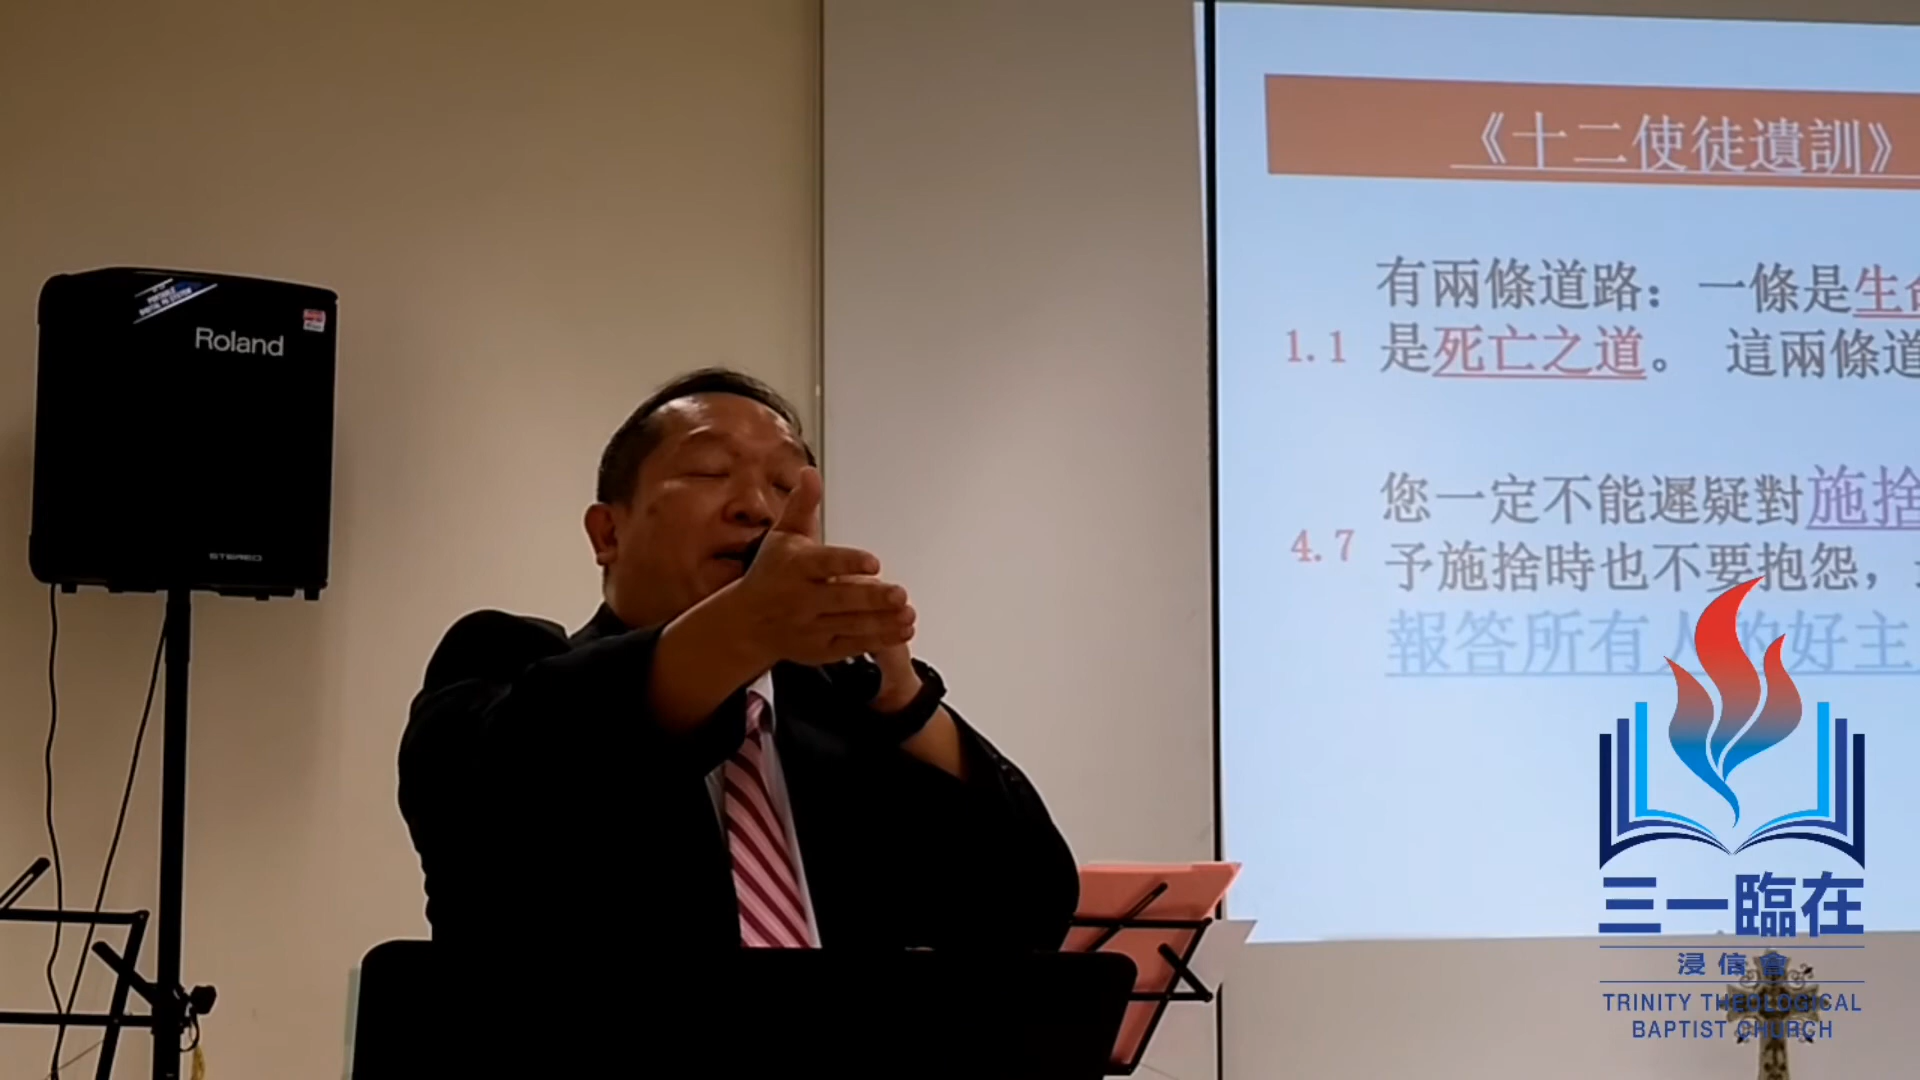 《十二使徒遺訓》
有兩條道路：一條是生命
1.1 是死亡之道。 這兩條道
您一定不能遲疑對施捨
4.7 予施捨時也不要抱怨，
報答所有人的好主
Roland
STEREO
三一臨在
浸信會
TRINITY THEOLOGICAL
BAPTIST CHURCH